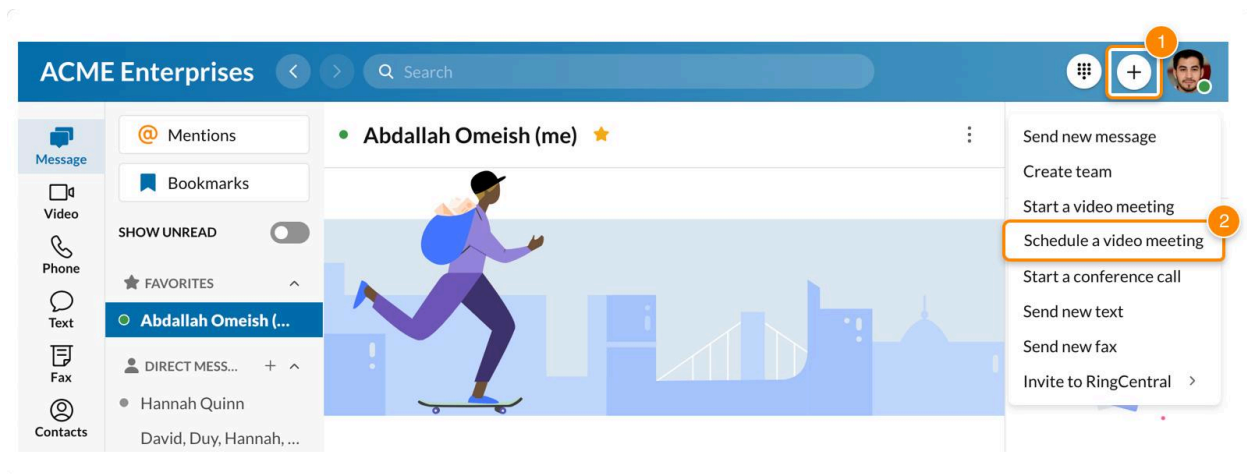 1
ACME Enterprises
Search
Message
Video
Phone
Text
Fax
Contacts
@ Mentions
Bookmarks
SHOW UNREAD
FAVORITES
Abdallah Omeish (...
DIRECT MESS... +
Hannah Quinn
David, Duy, Hannah, ...
Abdallah Omeish (me)
Send new message
Create team
Start a video meeting
2
Schedule a video meeting
Start a conference call
Send new text
Send new fax
Invite to RingCentral >